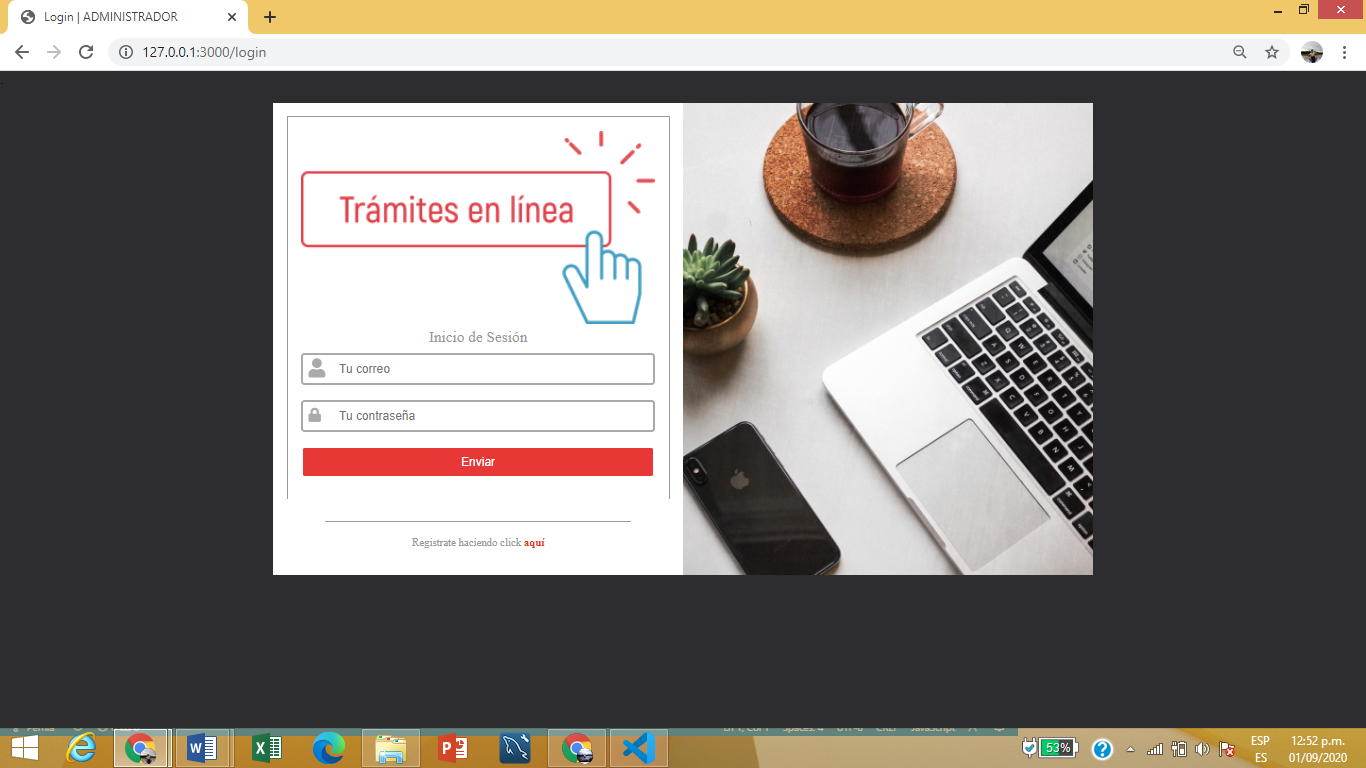 Login | ADMINISTRADOR
127.0.0.1:3000/login
Trámites en línea
Inicio de Sesión
Tu correo
Tu contraseña
Enviar
Registrate haciendo click aquí
53%
ESP
ES
12:52 p.m.
01/09/2020